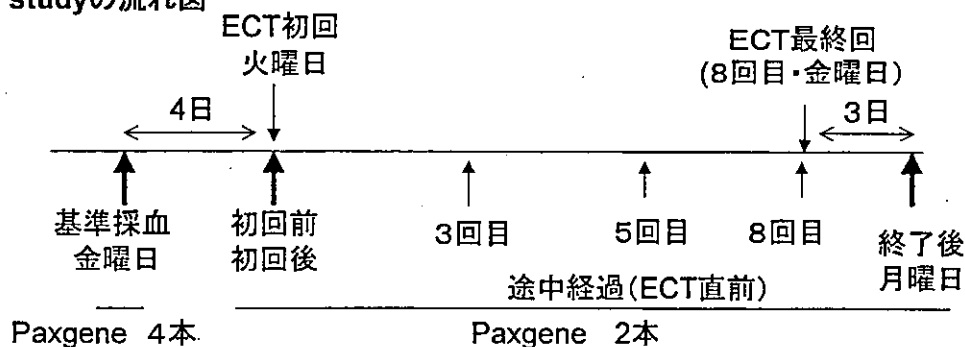 studyの流れ図
ECT初回
火曜日
ECT最終回
(8回目・金曜日)
4日
3日
基準採血
金曜日
初回前
初回後
3回目
5回目
8回目
終了後
月曜日
途中経過(ECT直前)
Paxgene 4本
Paxgene 2本